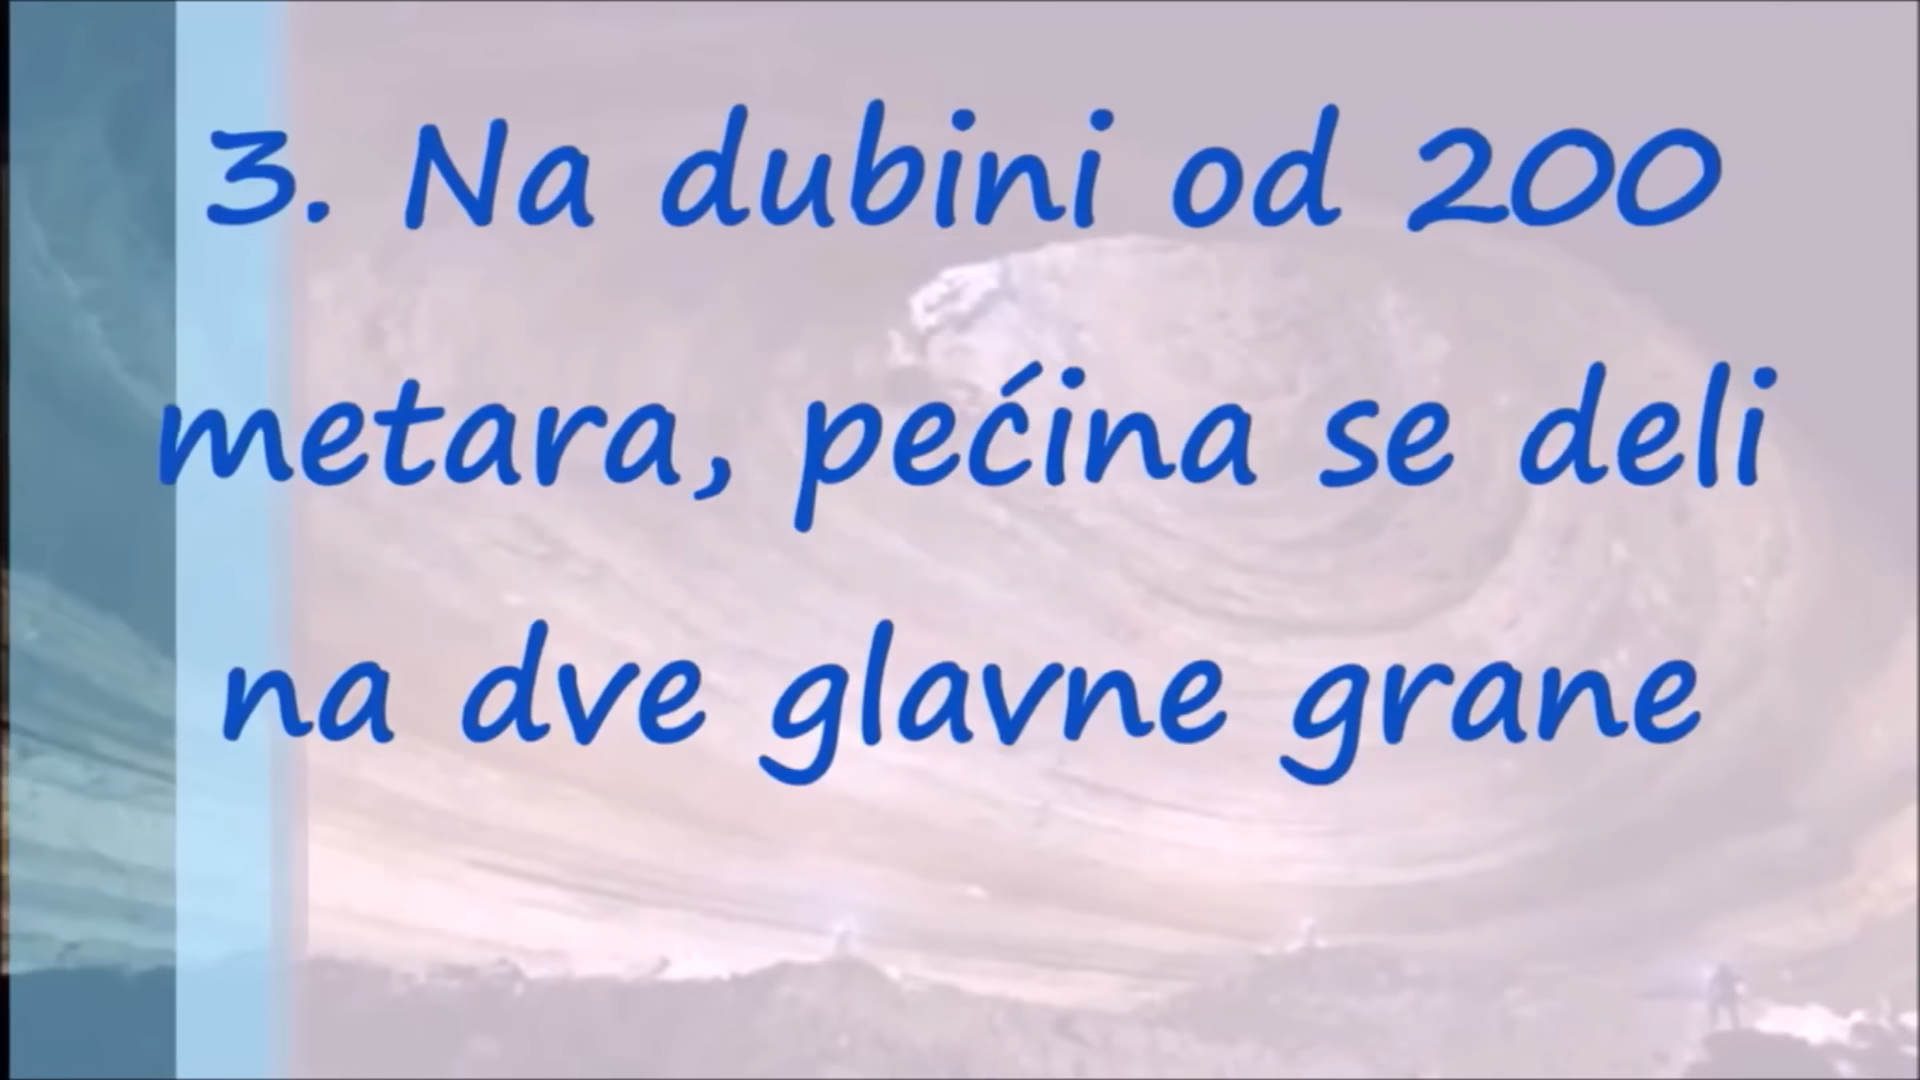 3. Na dubini od 200
metara, pećina se deli
na dve glavne grane